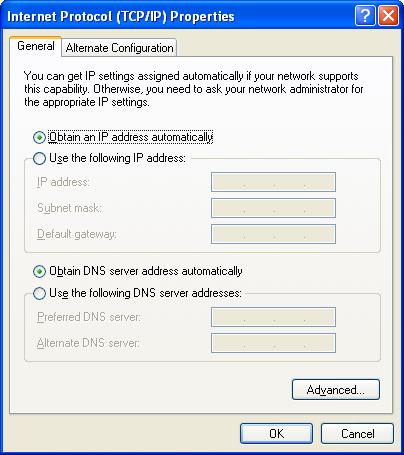 Internet Protocol (TCP/IP) Properties
General
Alternate Configuration
You can get IP settings assigned automatically if your network supports
this capability. Otherwise, you need to ask your network administrator for
the appropriate IP settings.
Obtain an IP address automatically
Use the following IP address:
IP address:
Subnet mask:
Default gateway:
Obtain DNS server address automatically
Use the following DNS server addresses:
Preferred DNS server:
Alternate DNS server:
Advanced...
OK
Cancel